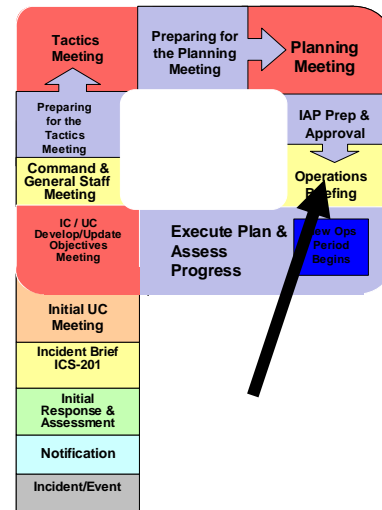 Tactics
Meeting
Preparing for
the Planning
Meeting
Planning
Meeting
Preparing
for the
Tactics
Meeting
IAP Prep &
Approval
Command &
General Staff
Meeting
Operations
Briefing
IC / UC
Develop/Update
Objectives
Meeting
Execute Plan &
Assess
Progress
New Ops
Period
Begins
Initial UC
Meeting
Incident Brief
ICS-201
Initial
Response &
Assessment
Notification
Incident/Event